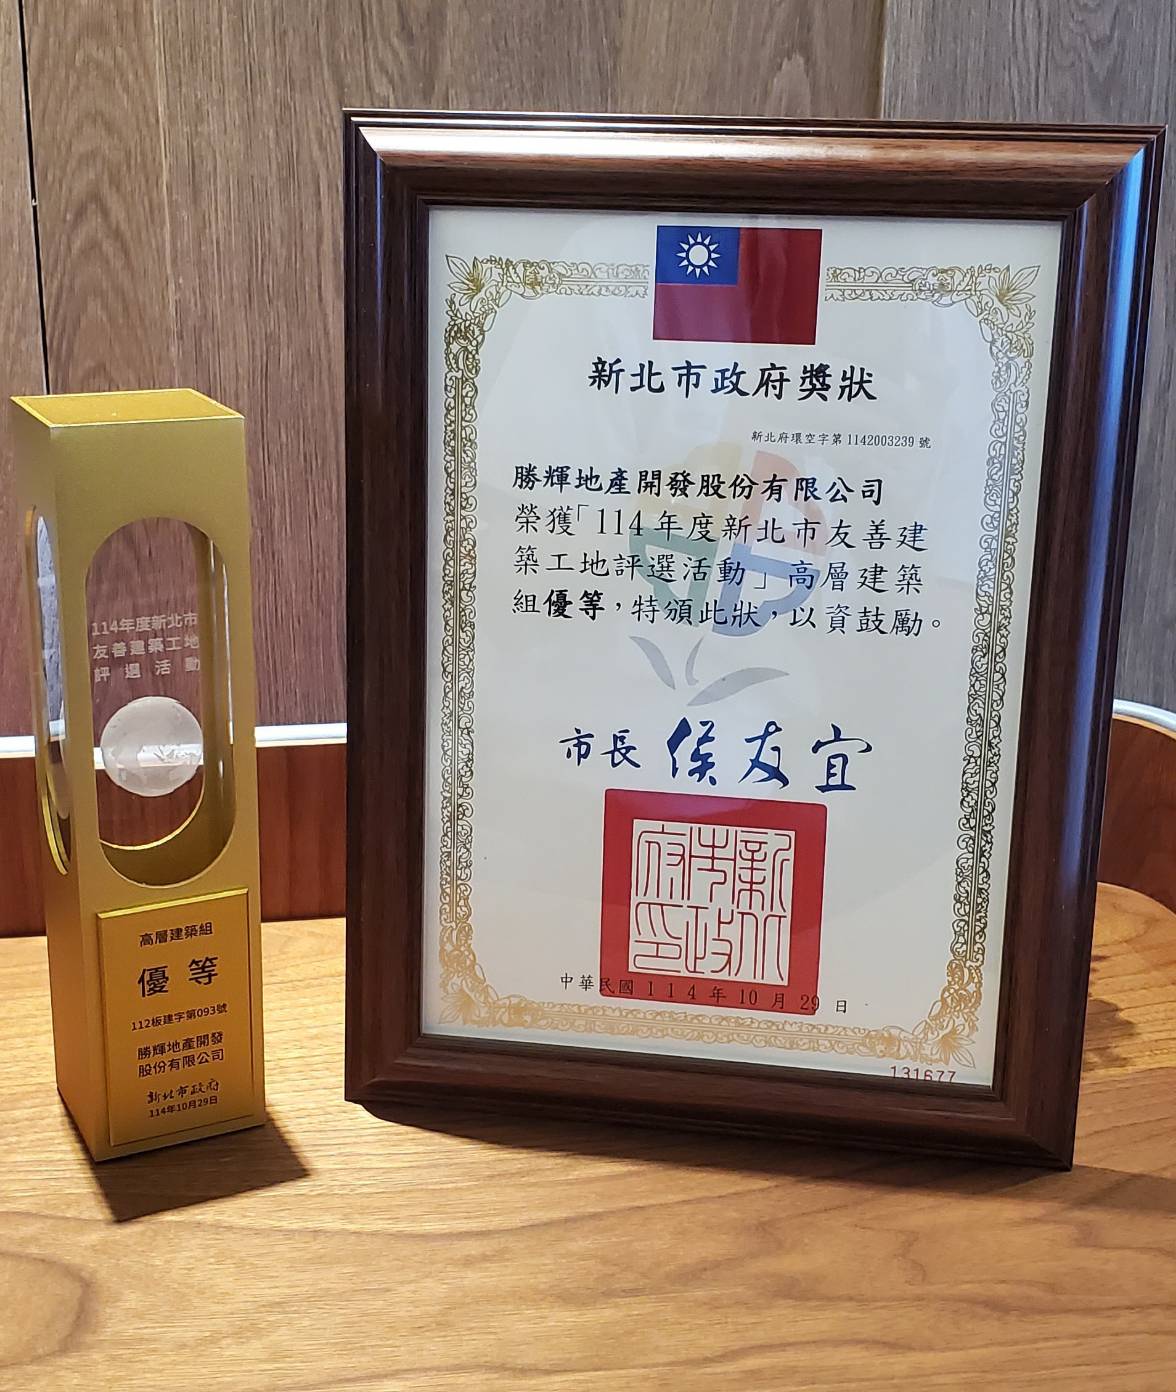 114年度新北市
友善建築工地
評選活動
高層建築組
優等
112板建字第093號
勝輝地產開發
股份有限公司
新北市政府
114年10月29日
新北市政府獎狀
新北府環空字第1142003239號
勝輝地產開發股份有限公司
榮獲「114年度新北市友善建
築工地評選活動」高層建築
組優等，特頒此狀，以資鼓勵。
市長 侯友宜
新北市政府印
中華民國114年10月29日
131677